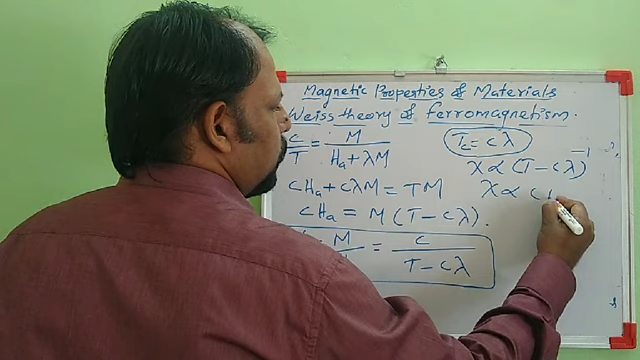 Magnetic Properties of Materials
Weiss theory of ferromagnetism.
C/T = M/(Ha + λM)
Tc = Cλ
χ ∝ (T - Cλ)^-1
CHa + CλM = TM
χ ∝ (
CHa = M (T - Cλ).
= M = C/(T - Cλ)